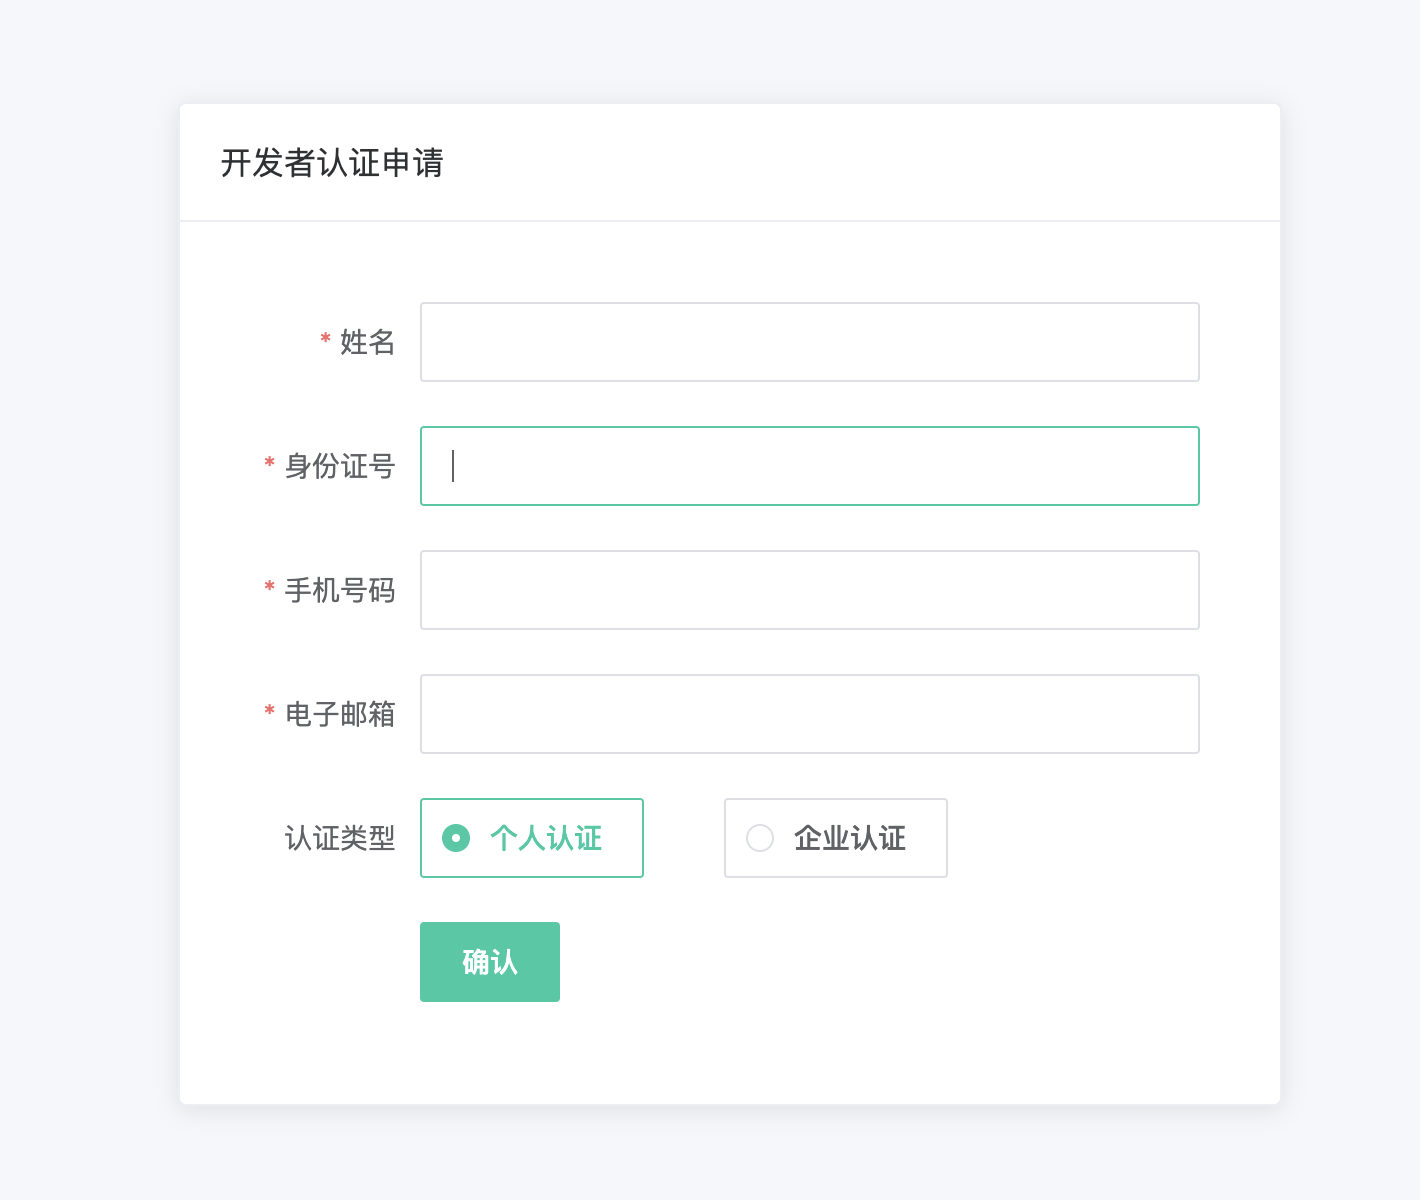 开发者认证申请
* 姓名
* 身份证号
* 手机号码
* 电子邮箱
认证类型 个人认证 企业认证
确认